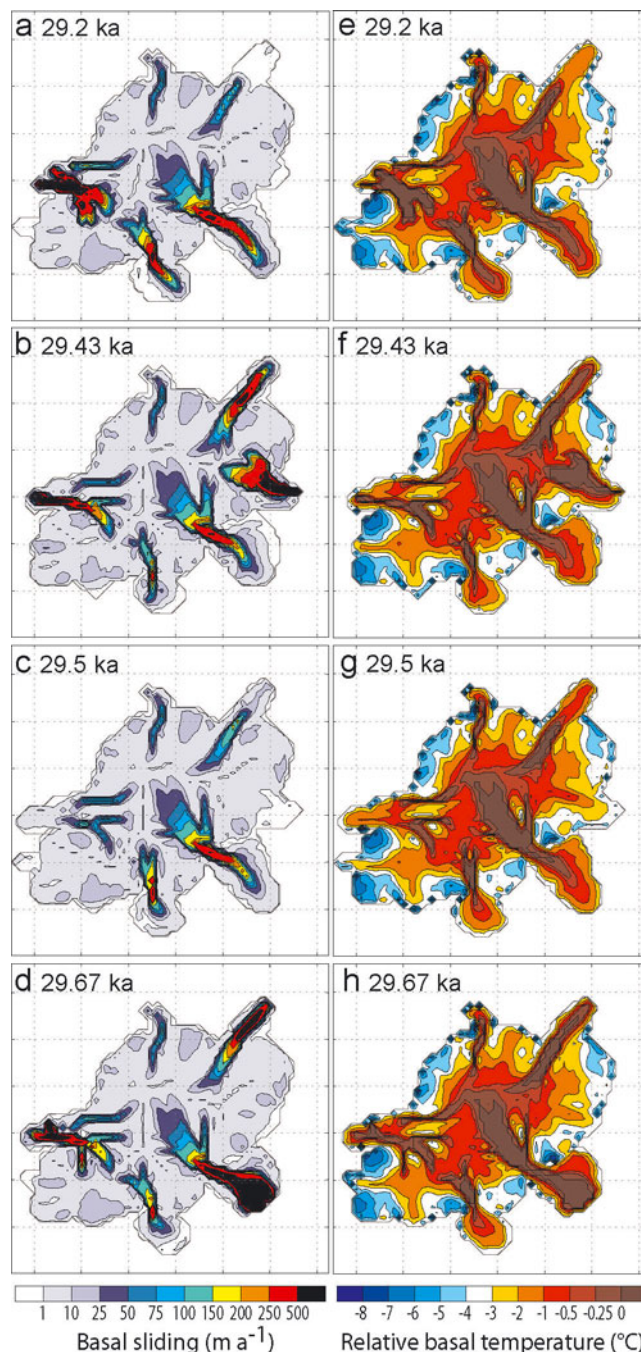 a 29.2 ka
e 29.2 ka
b 29.43 ka
f 29.43 ka
c 29.5 ka
g 29.5 ka
d 29.67 ka
h 29.67 ka
1 10 25 50 75 100 150 200 250 500
-8 -7 -6 -5 -4 -3 -2 -1 -0.5 -0.25 0
Basal sliding (m a⁻¹)
Relative basal temperature (°C)